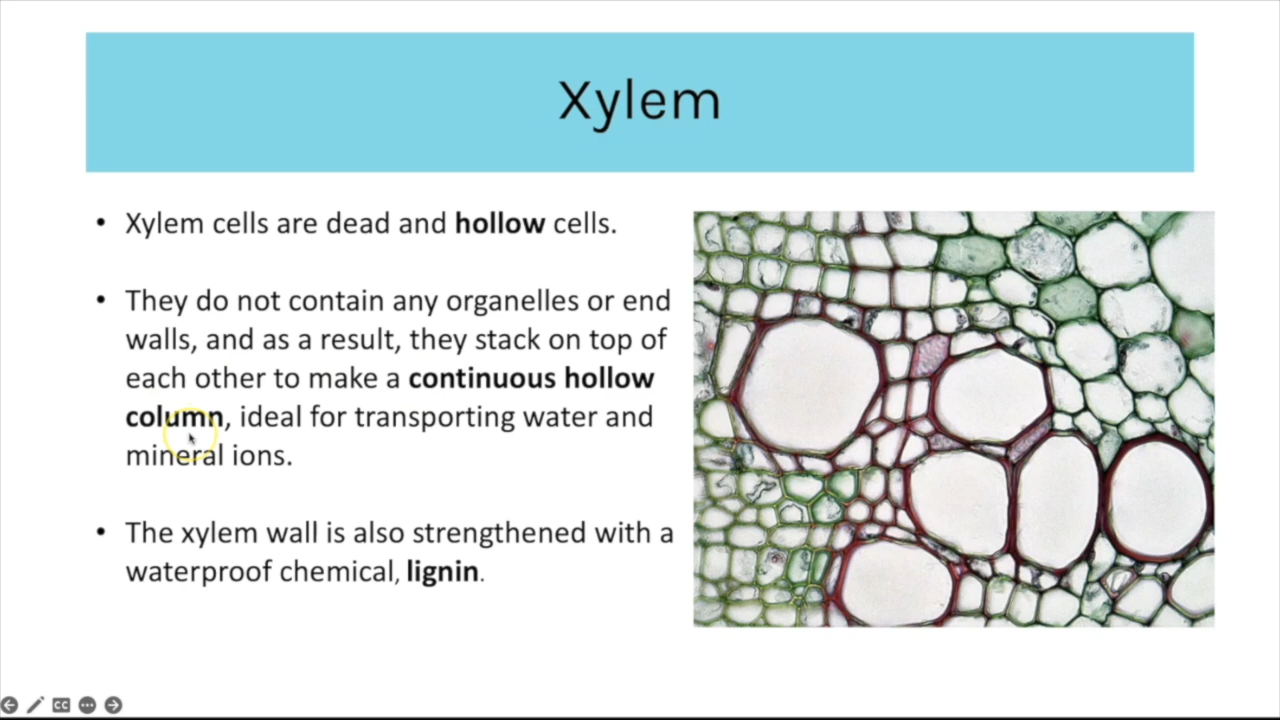 Xylem
• Xylem cells are dead and hollow cells.
• They do not contain any organelles or end
walls, and as a result, they stack on top of
each other to make a continuous hollow
column, ideal for transporting water and
mineral ions.
• The xylem wall is also strengthened with a
waterproof chemical, lignin.
CC